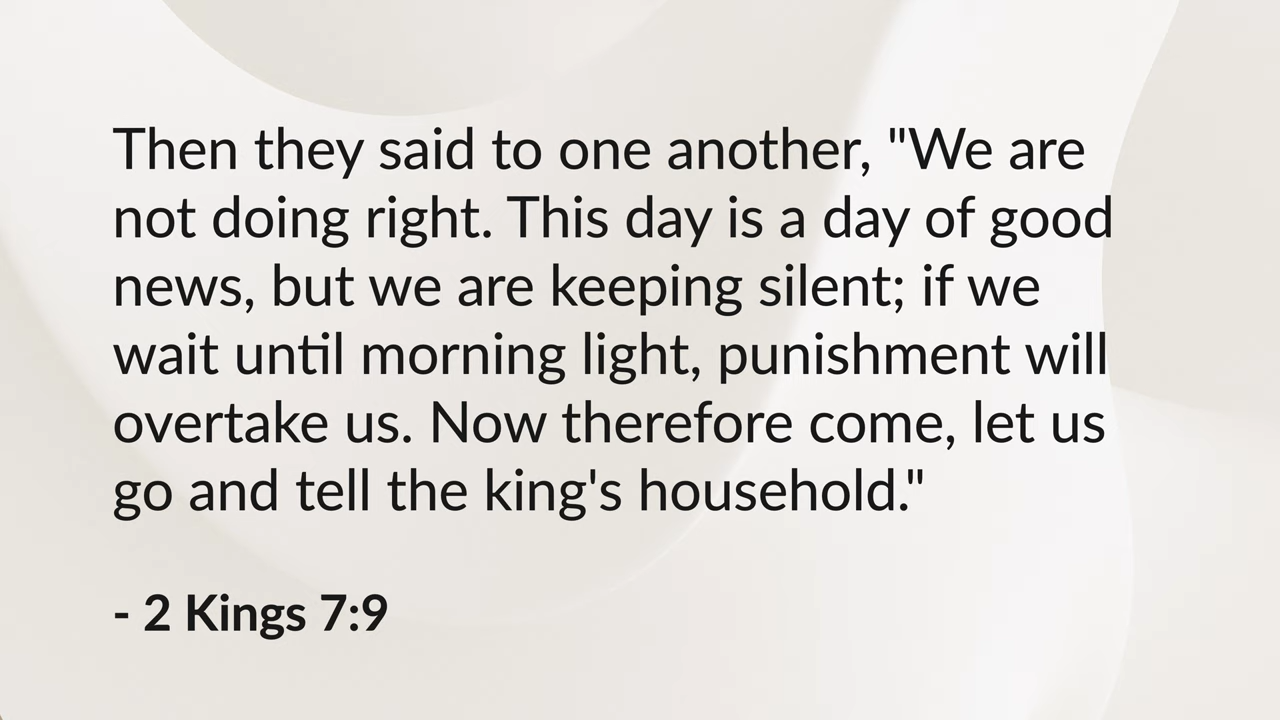 Then they said to one another, "We are
not doing right. This day is a day of good
news, but we are keeping silent; if we
wait until morning light, punishment will
overtake us. Now therefore come, let us
go and tell the king's household."
- 2 Kings 7:9